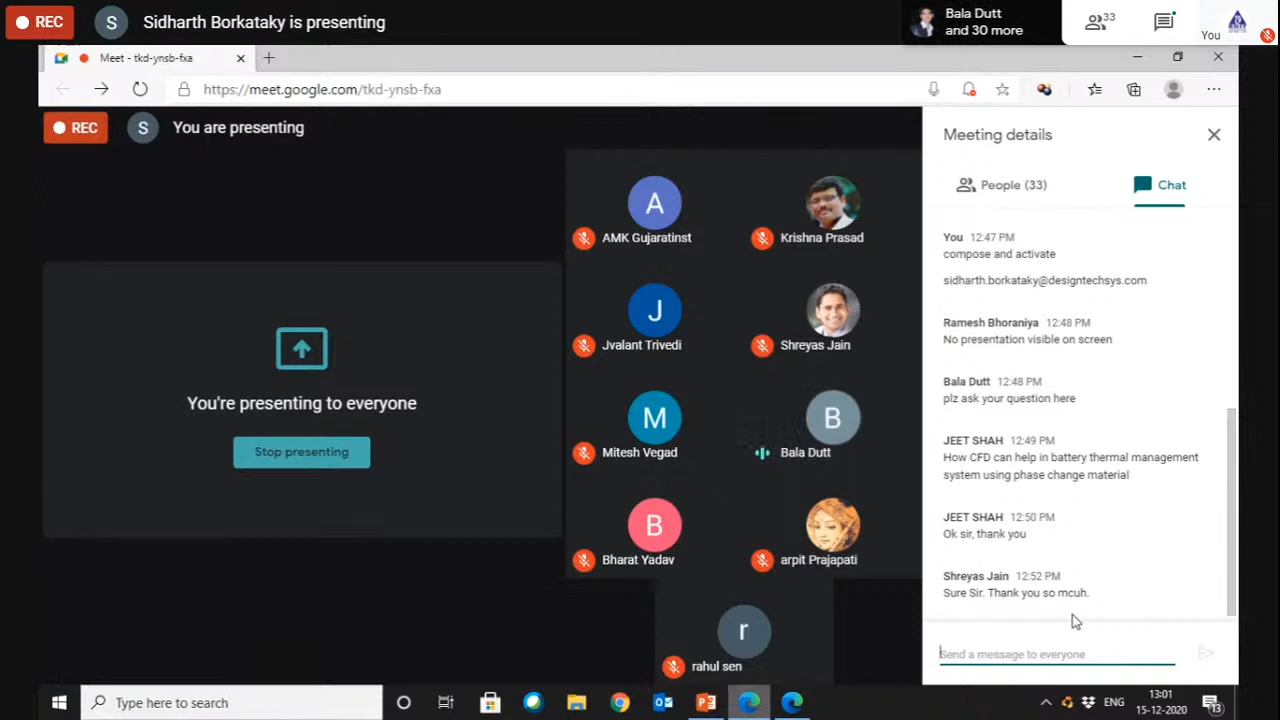 REC
S
Sidharth Borkataky is presenting
Bala Dutt
and 30 more
33
You
Meet - tkd-ynsb-fxa
https://meet.google.com/tkd-ynsb-fxa
REC
S
You are presenting
You're presenting to everyone
Stop presenting
A
AMK Gujaratinst
Krishna Prasad
J
Jvalant Trivedi
Shreyas Jain
M
Mitesh Vegad
B
Bala Dutt
B
Bharat Yadav
arpit Prajapati
r
rahul sen
Meeting details
People (33)
Chat
You 12:47 PM
compose and activate
sidharth.borkataky@designtechsys.com
Ramesh Bhoraniya 12:48 PM
No presentation visible on screen
Bala Dutt 12:48 PM
plz ask your question here
JEET SHAH 12:49 PM
How CFD can help in battery thermal management
system using phase change material
JEET SHAH 12:50 PM
Ok sir, thank you
Shreyas Jain 12:52 PM
Sure Sir. Thank you so mcuh.
Send a message to everyone
Type here to search
ENG
13:01
15-12-2020
13